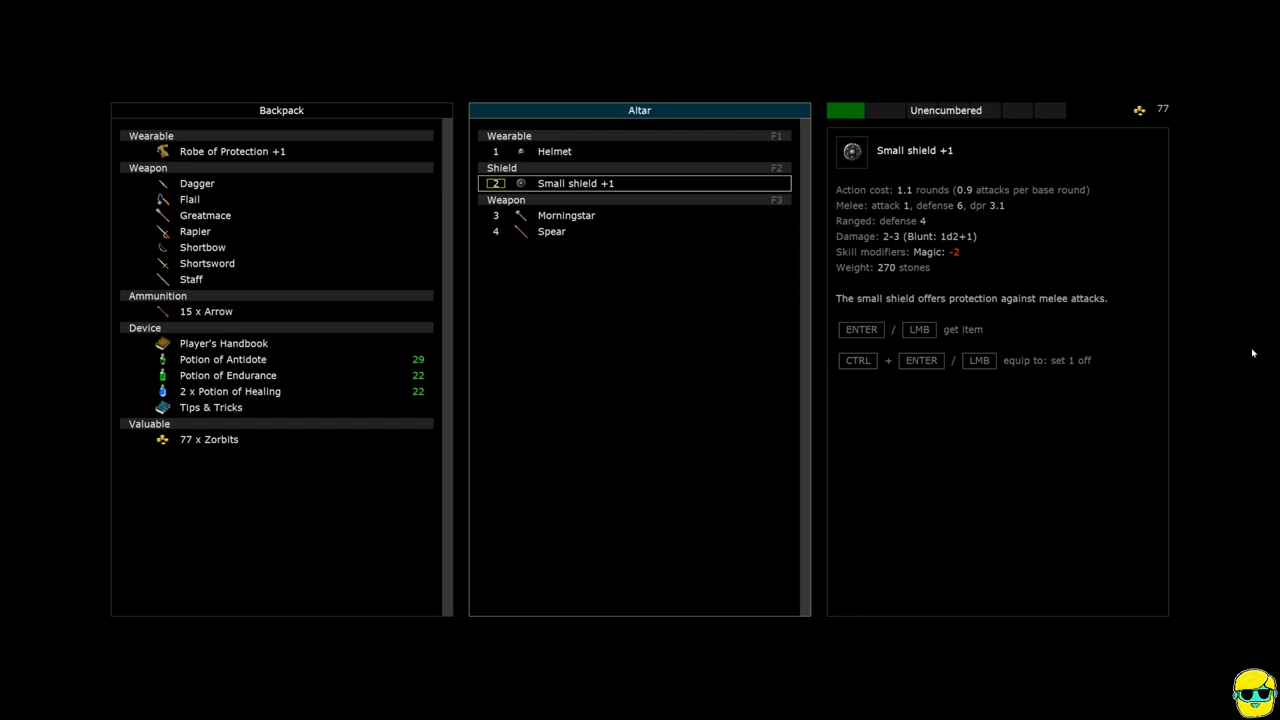 Backpack
Wearable
Robe of Protection +1
Weapon
Dagger
Flail
Greatmace
Rapier
Shortbow
Shortsword
Staff
Ammunition
15 x Arrow
Device
Player's Handbook
Potion of Antidote 29
Potion of Endurance 22
2 x Potion of Healing 22
Tips & Tricks
Valuable
77 x Zorbits
Altar
Wearable F1
1 Helmet
Shield F2
2 Small shield +1
Weapon F3
3 Morningstar
4 Spear
Unencumbered 77
Small shield +1
Action cost: 1.1 rounds (0.9 attacks per base round)
Melee: attack 1, defense 6, dpr 3.1
Ranged: defense 4
Damage: 2-3 (Blunt: 1d2+1)
Skill modifiers: Magic: -2
Weight: 270 stones
The small shield offers protection against melee attacks.
ENTER / LMB get item
CTRL + ENTER / LMB equip to: set 1 off